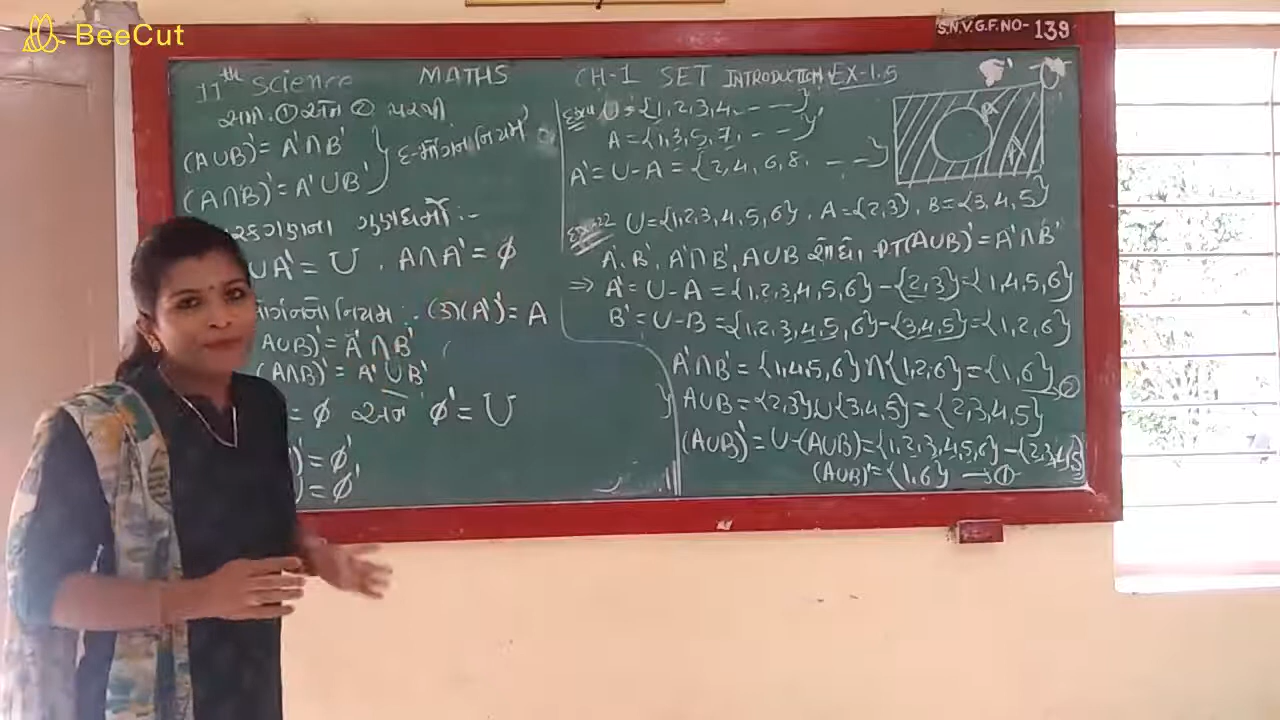 BeeCut
S.N.V.G.F.NO- 139
11th Science MATHS CH-1 SET INTRODUCTION EX-1.5
(A∪B)' = A'∩B'
(A∩B)' = A'∪B'
∪A' = U . A∩A' = ϕ
(A')' = A
A∪B)' = A'∩B'
(A∩B)' = A'∪B'
= ϕ અને ϕ' = U
)' = ϕ'
) = ϕ'
U = {1,2,3,4, - - -}
A = {1,3,5,7, - - -}
A' = U-A = {2,4,6,8, - - -}
U = {1,2,3,4,5,6}, A = {2,3}, B = {3,4,5}
A', B', A'∩B', A∪B શોધો. PT (A∪B)' = A'∩B'
⇒ A' = U-A = {1,2,3,4,5,6} - {2,3} = {1,4,5,6}
B' = U-B = {1,2,3,4,5,6} - {3,4,5} = {1,2,6}
A'∩B' = {1,4,5,6} ∩ {1,2,6} = {1,6} → ②
A∪B = {2,3} ∪ {3,4,5} = {2,3,4,5}
(A∪B)' = U-(A∪B) = {1,2,3,4,5,6} - {2,3,4,5}
(A∪B)' = {1,6} → ①